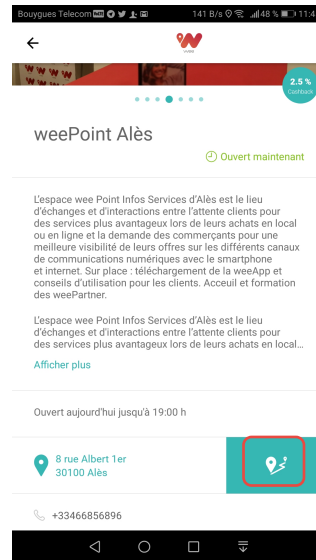 Bouygues Telecom 141 B/s 48 % 11:4
2.5 %
Cashback
weePoint Alès
Ouvert maintenant
L'espace wee Point Infos Services d'Alès est le lieu
d'échanges et d'interactions entre l'attente clients pour
des services plus avantageux lors de leurs achats en local
ou en ligne et la demande des commerçants pour une
meilleure visibilité de leurs offres sur les différents canaux
de communications numériques avec le smartphone
et internet. Sur place : téléchargement de la weeApp et
conseils d'utilisation pour les clients. Acceuil et formation
des weePartner.
L'espace wee Point Infos Services d'Alès est le lieu
d'échanges et d'interactions entre l'attente clients pour
des services plus avantageux lors de leurs achats en local...
Afficher plus
Ouvert aujourd'hui jusqu'à 19:00 h
8 rue Albert 1er
30100 Alès
+33466856896